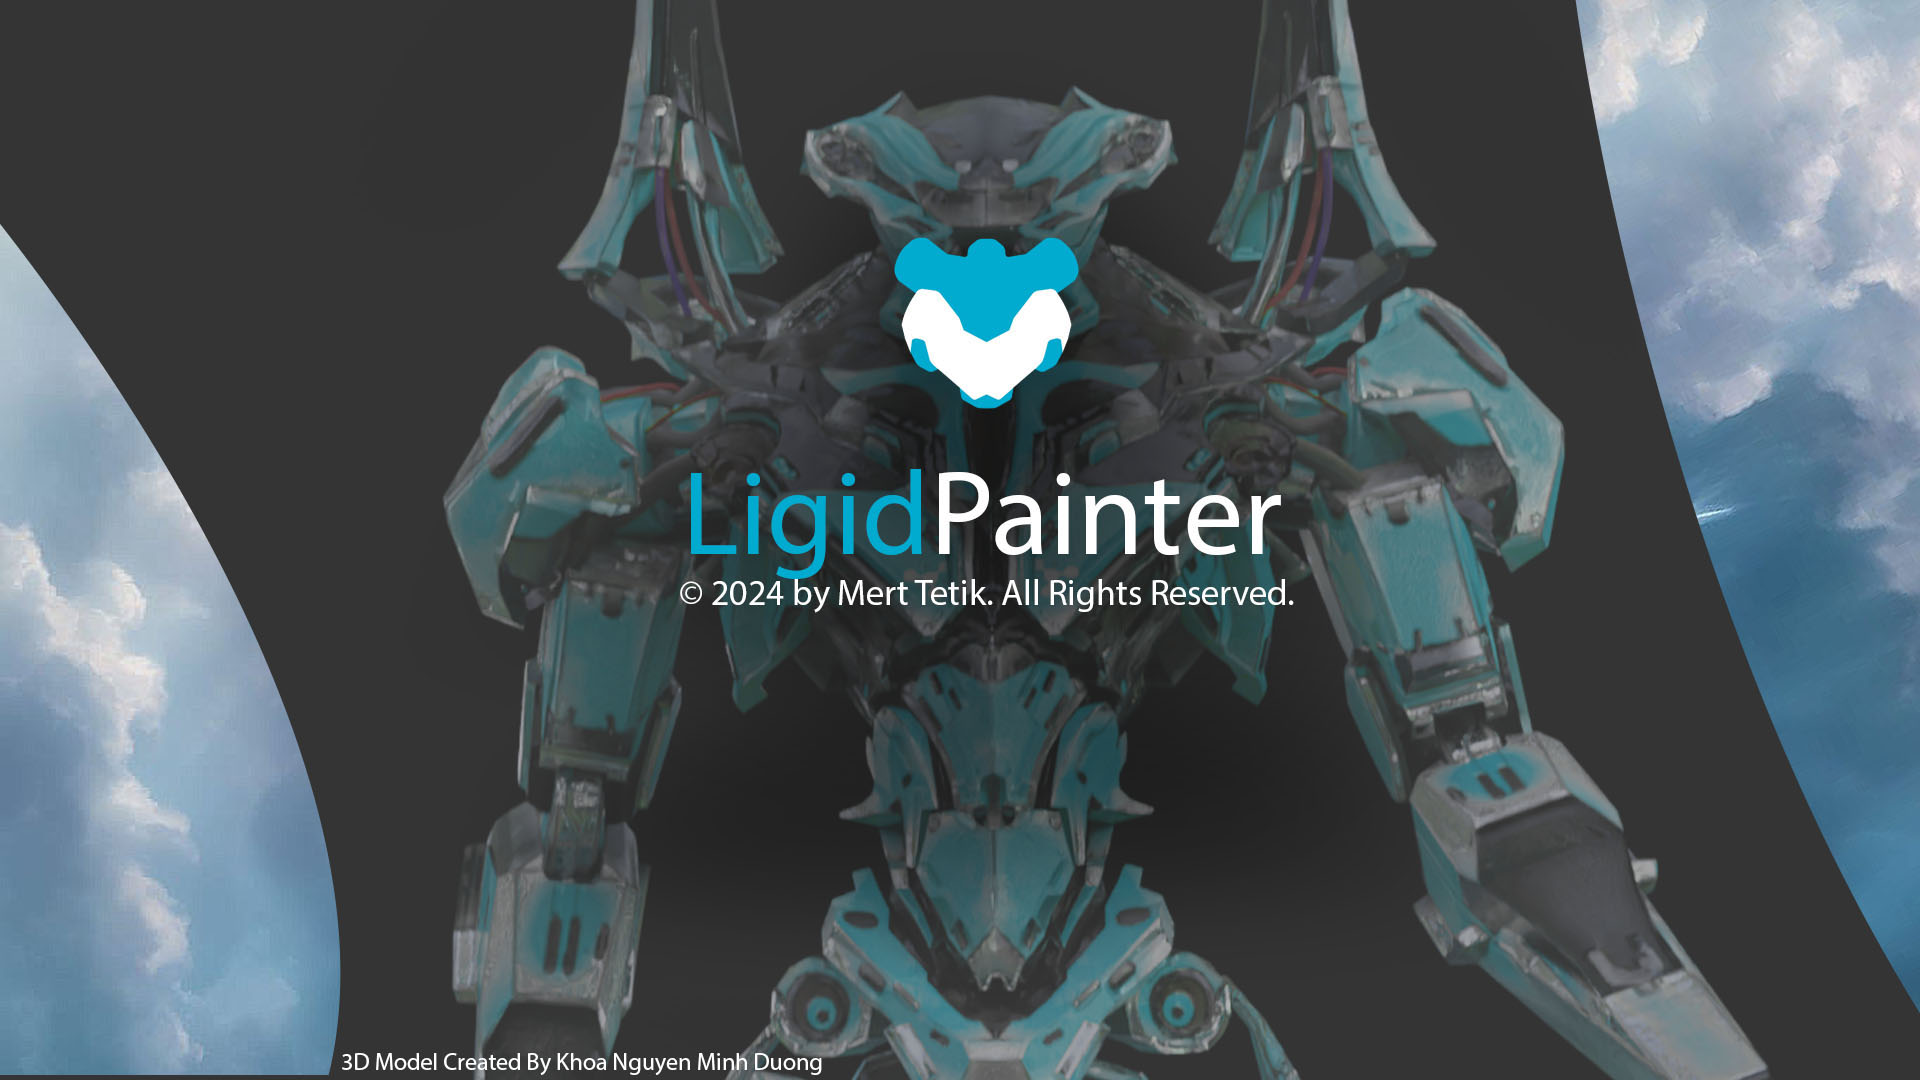 LigidPainter
© 2024 by Mert Tetik. All Rights Reserved.
3D Model Created By Khoa Nguyen Minh Duong